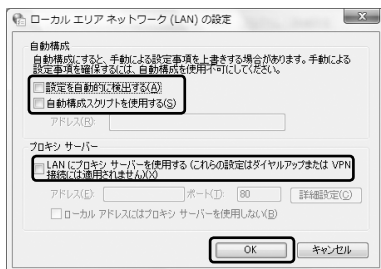 ローカル エリア ネットワーク (LAN) の設定
自動構成
自動構成にすると、手動による設定事項を上書きする場合があります。手動による
設定事項を確保するには、自動構成を使用不可にしてください。
設定を自動的に検出する(A)
自動構成スクリプトを使用する(S)
アドレス(R):
プロキシ サーバー
LAN にプロキシ サーバーを使用する (これらの設定はダイヤルアップまたは VPN
接続には適用されません)(X)
アドレス(E): ポート(T): 80 詳細設定(C)
ローカル アドレスにはプロキシ サーバーを使用しない(B)
OK キャンセル